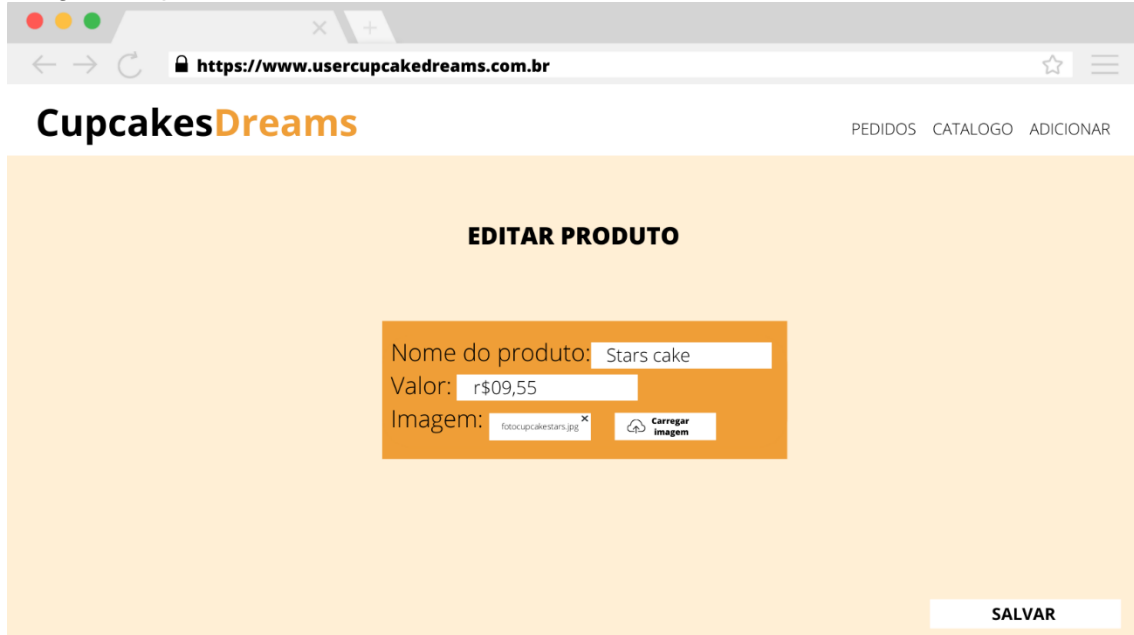 https://www.usercupcakedreams.com.br
CupcakesDreams
PEDIDOS CATALOGO ADICIONAR
EDITAR PRODUTO
Nome do produto: Stars cake
Valor: r$09,55
Imagem: fotocupcakestars.jpg × Carregar
imagem
SALVAR